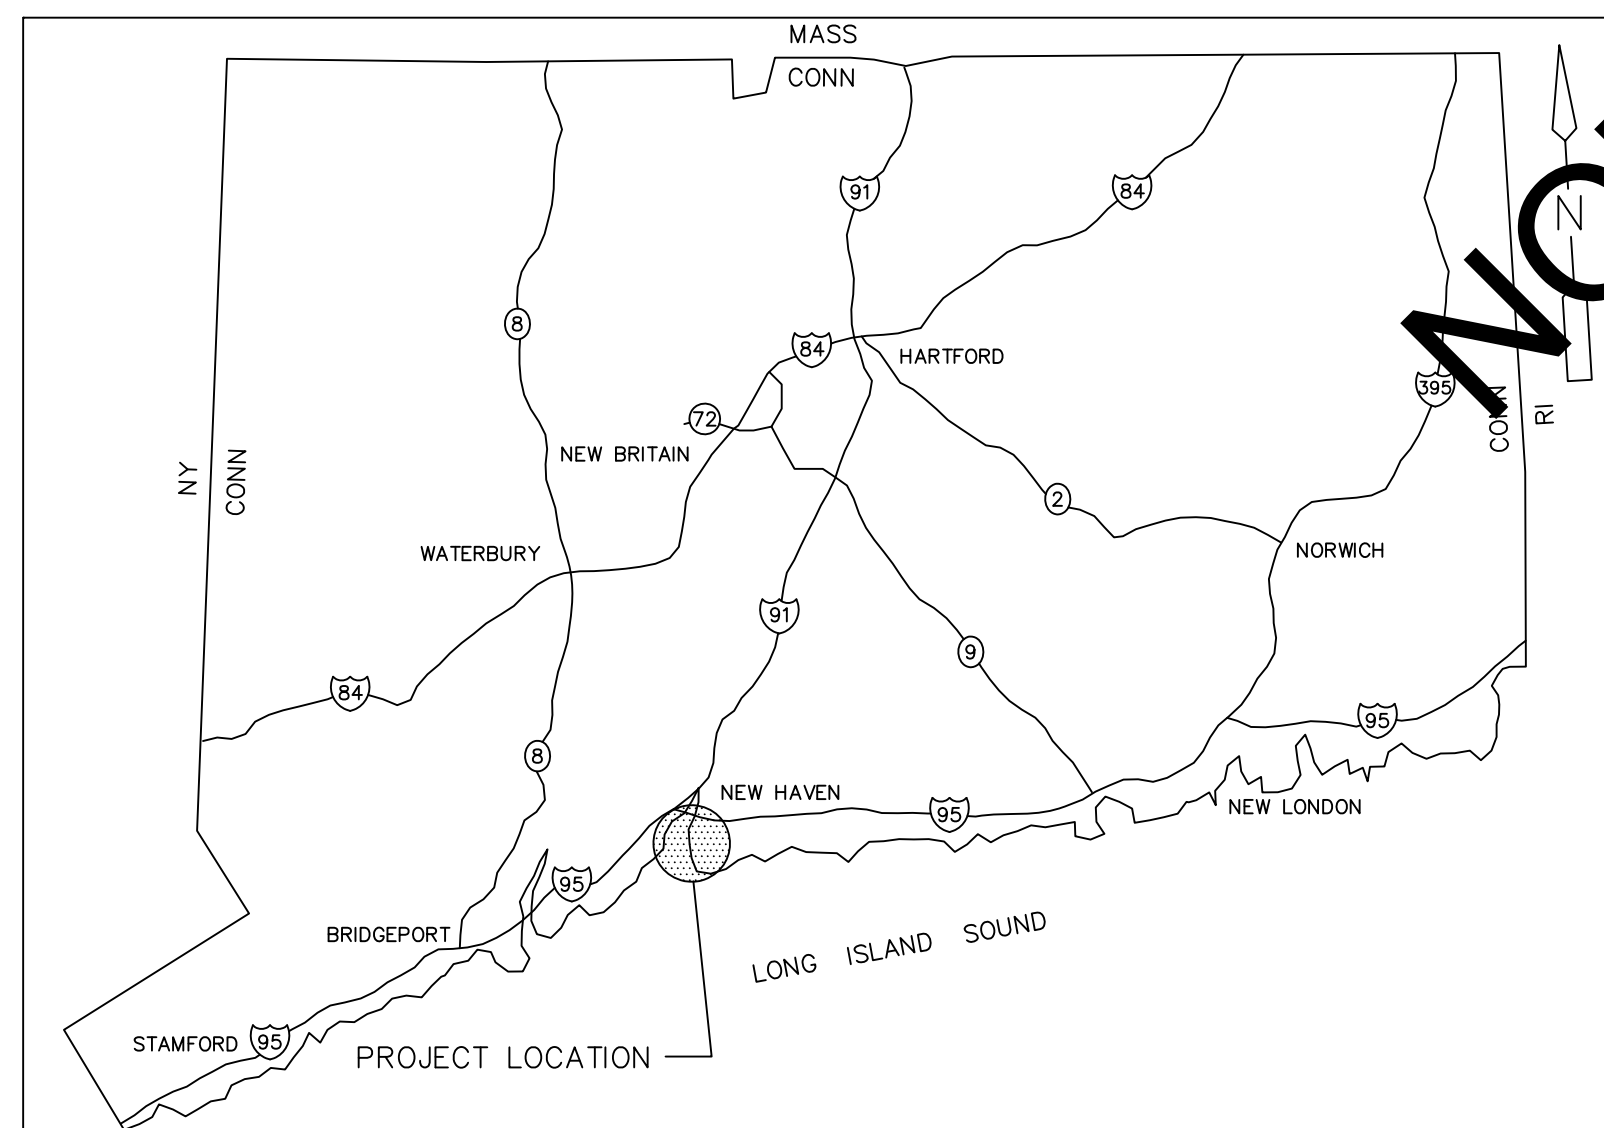 MASS
CONN
91
84
N
8
84
HARTFORD
395
CONN
RI
72
NEW BRITAIN
NY
CONN
2
WATERBURY
NORWICH
91
9
84
95
8
NEW HAVEN
95
NEW LONDON
95
BRIDGEPORT
LONG ISLAND SOUND
STAMFORD
95
PROJECT LOCATION